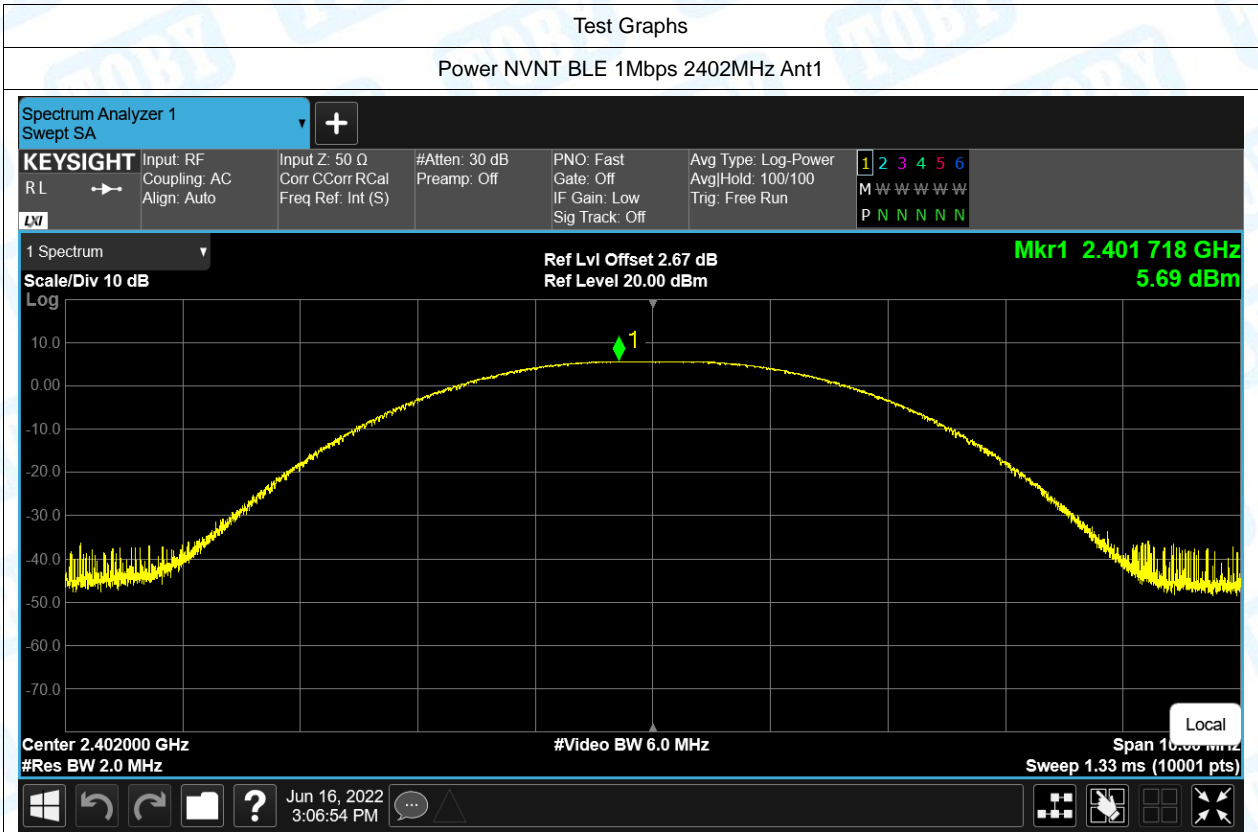 Test Graphs
Power NVNT BLE 1Mbps 2402MHz Ant1
Spectrum Analyzer 1
Swept SA
KEYSIGHT
R L
LXI
Input: RF
Coupling: AC
Align: Auto
Input Z: 50 Ω
Corr CCorr RCal
Freq Ref: Int (S)
#Atten: 30 dB
Preamp: Off
PNO: Fast
Gate: Off
IF Gain: Low
Sig Track: Off
Avg Type: Log-Power
Avg|Hold: 100/100
Trig: Free Run
1 2 3 4 5 6
M W W W W W
P N N N N N
1 Spectrum
Scale/Div 10 dB
Log
Ref Lvl Offset 2.67 dB
Ref Level 20.00 dBm
Mkr1 2.401 718 GHz
5.69 dBm
1
10.0
0.00
-10.0
-20.0
-30.0
-40.0
-50.0
-60.0
-70.0
Local
Center 2.402000 GHz
#Res BW 2.0 MHz
#Video BW 6.0 MHz
Span
Sweep 1.33 ms (10001 pts)
?
Jun 16, 2022
3:06:54 PM
TOBY